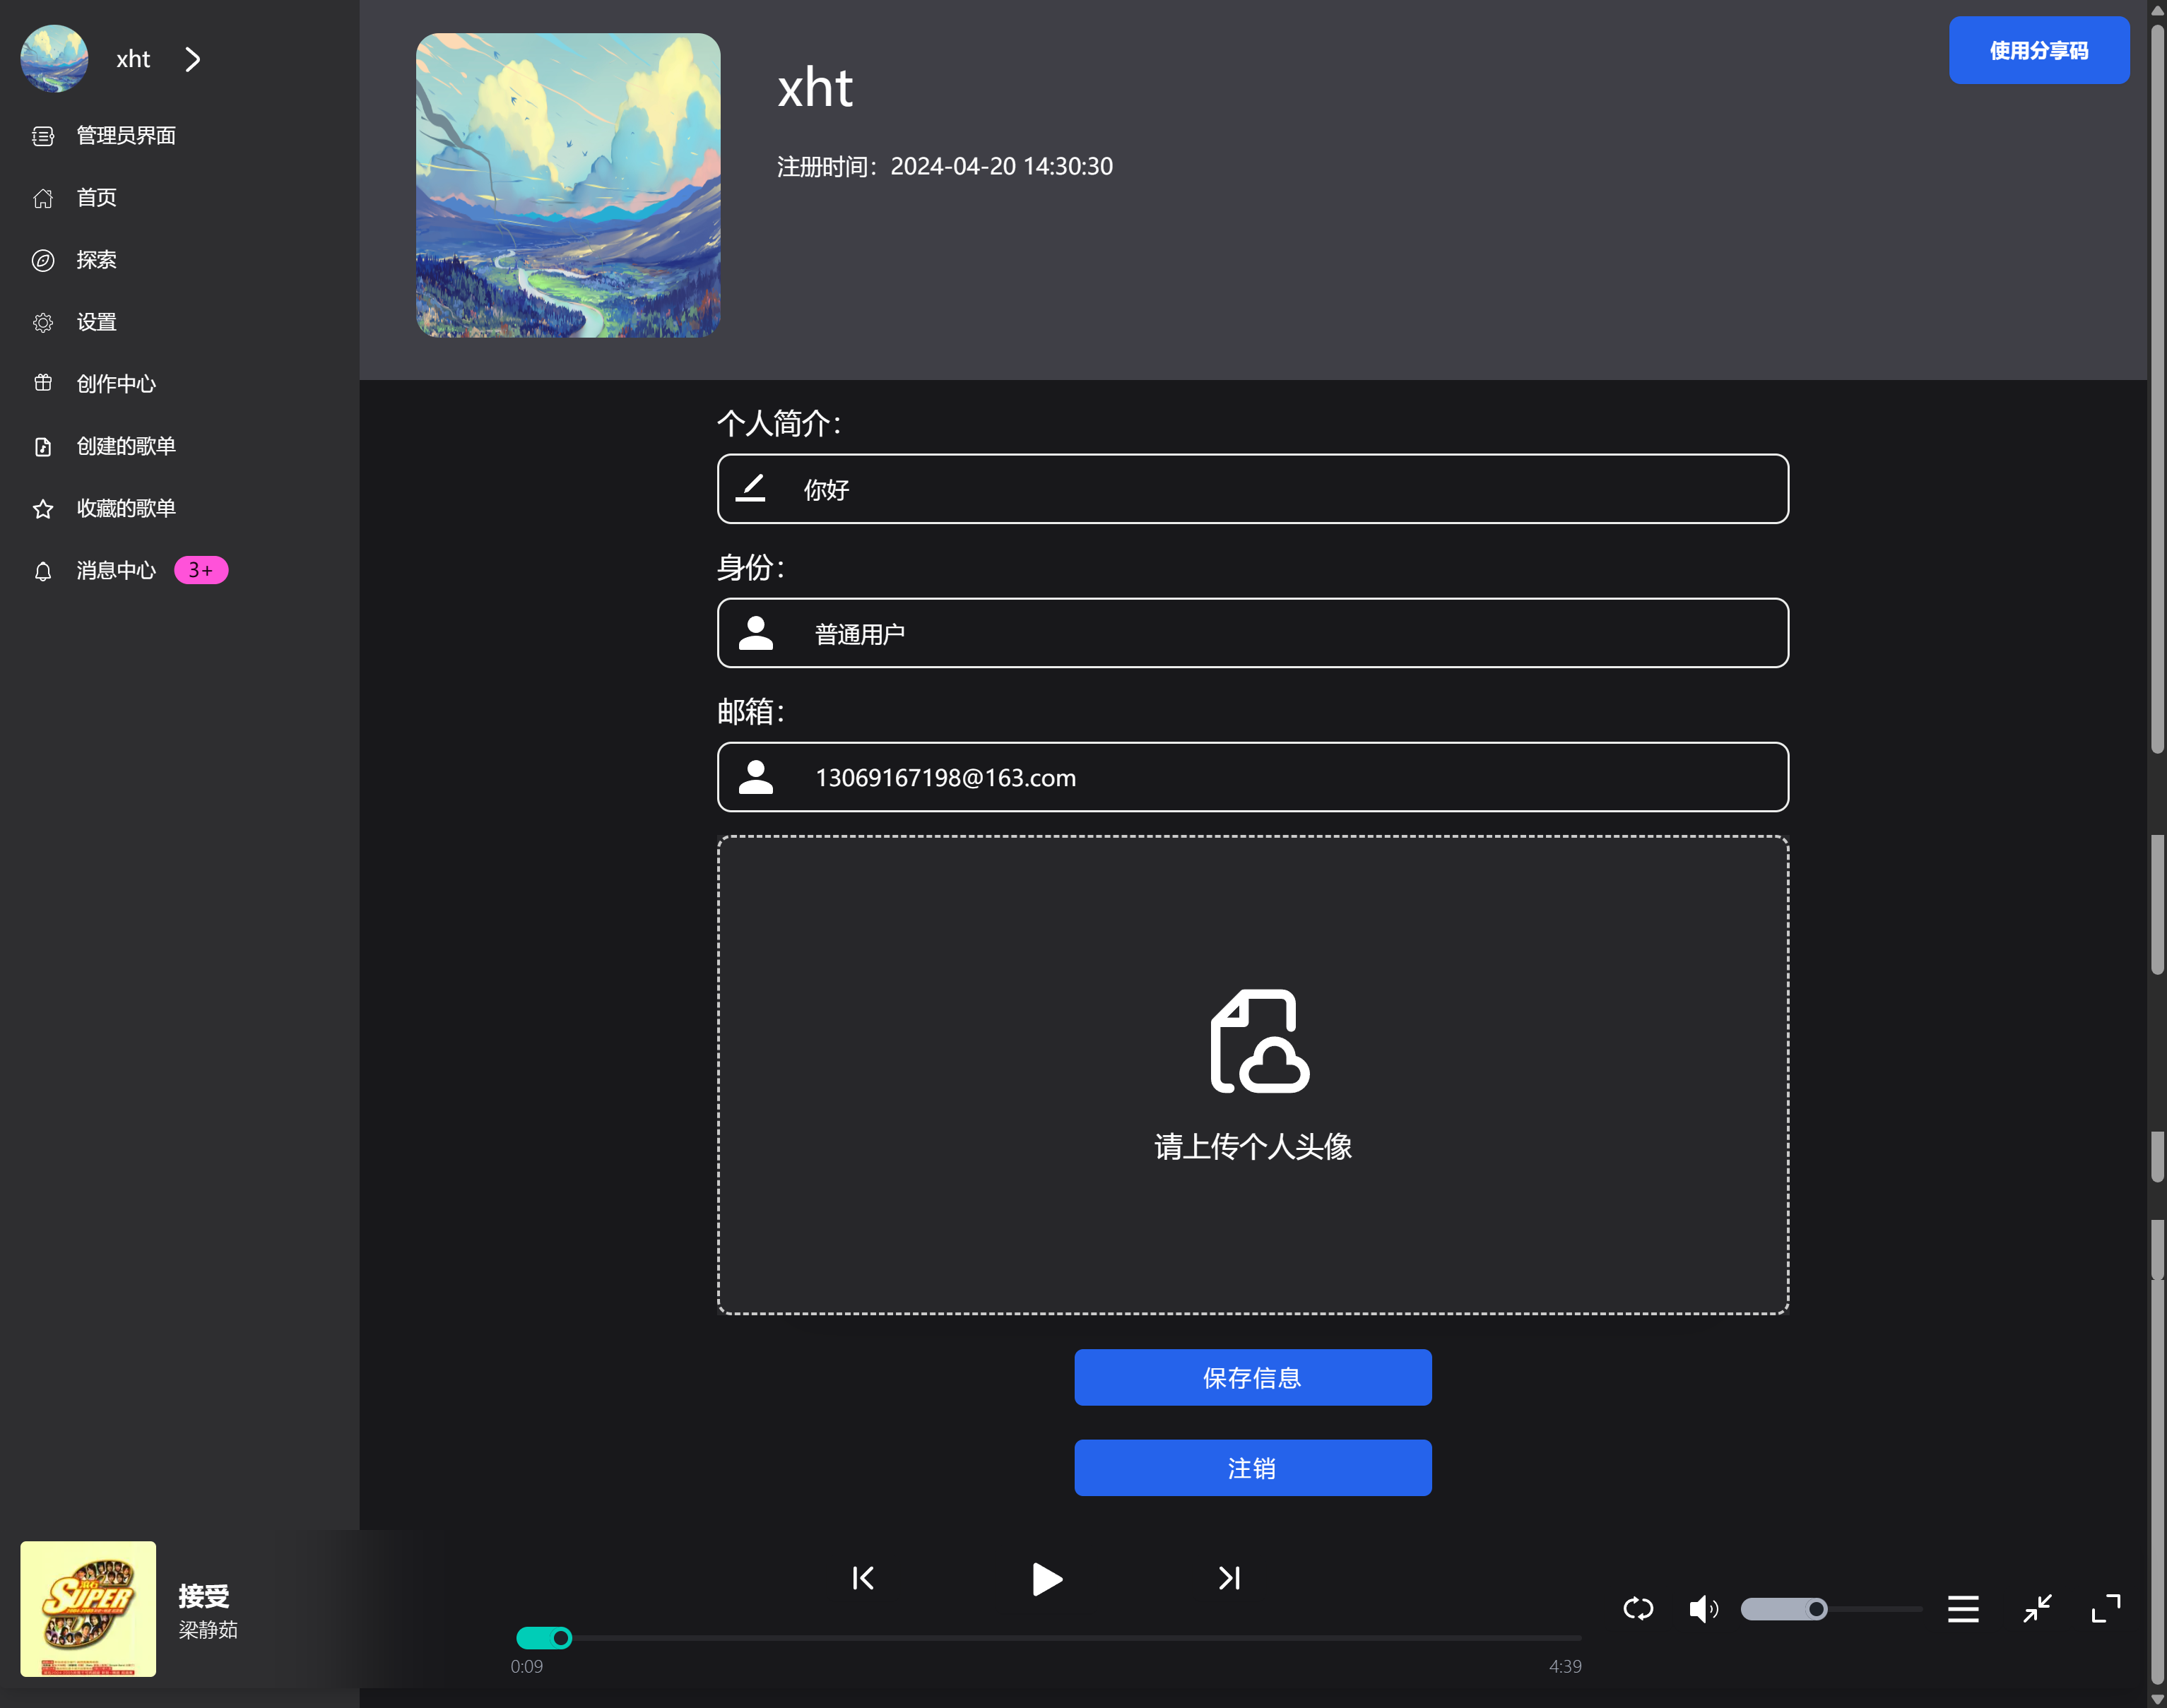 xht
管理员界面
首页
探索
设置
创作中心
创建的歌单
收藏的歌单
消息中心 3+
使用分享码
xht
注册时间：2024-04-20 14:30:30
个人简介：
你好
身份：
普通用户
邮箱：
13069167198@163.com
请上传个人头像
保存信息
注销
SUPER
接受
梁静茹
0:09
4:39